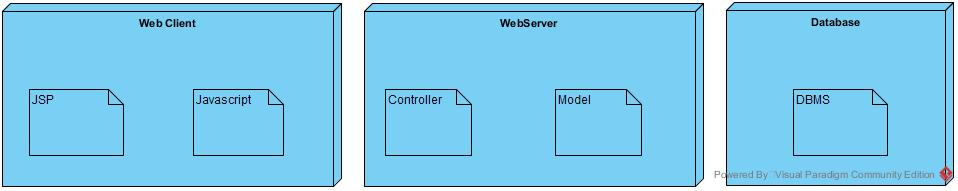 Web Client
WebServer
Database
JSP
Javascript
Controller
Model
DBMS
Powered By Visual Paradigm Community Edition